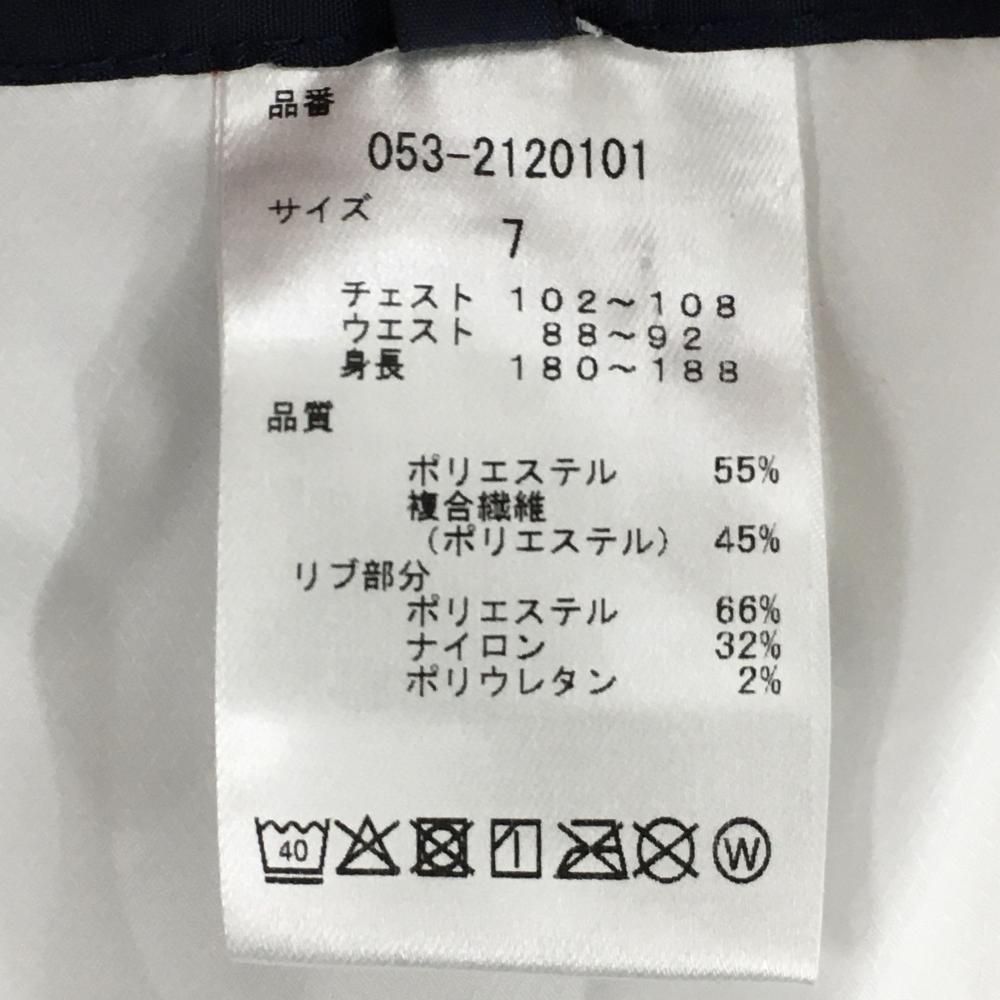 品番
053-2120101
サイズ
7
チェスト 102～108
ウエスト 88～92
身長 180～188
品質
ポリエステル 55%
複合繊維
（ポリエステル） 45%
リブ部分
ポリエステル 66%
ナイロン 32%
ポリウレタン 2%
40 W